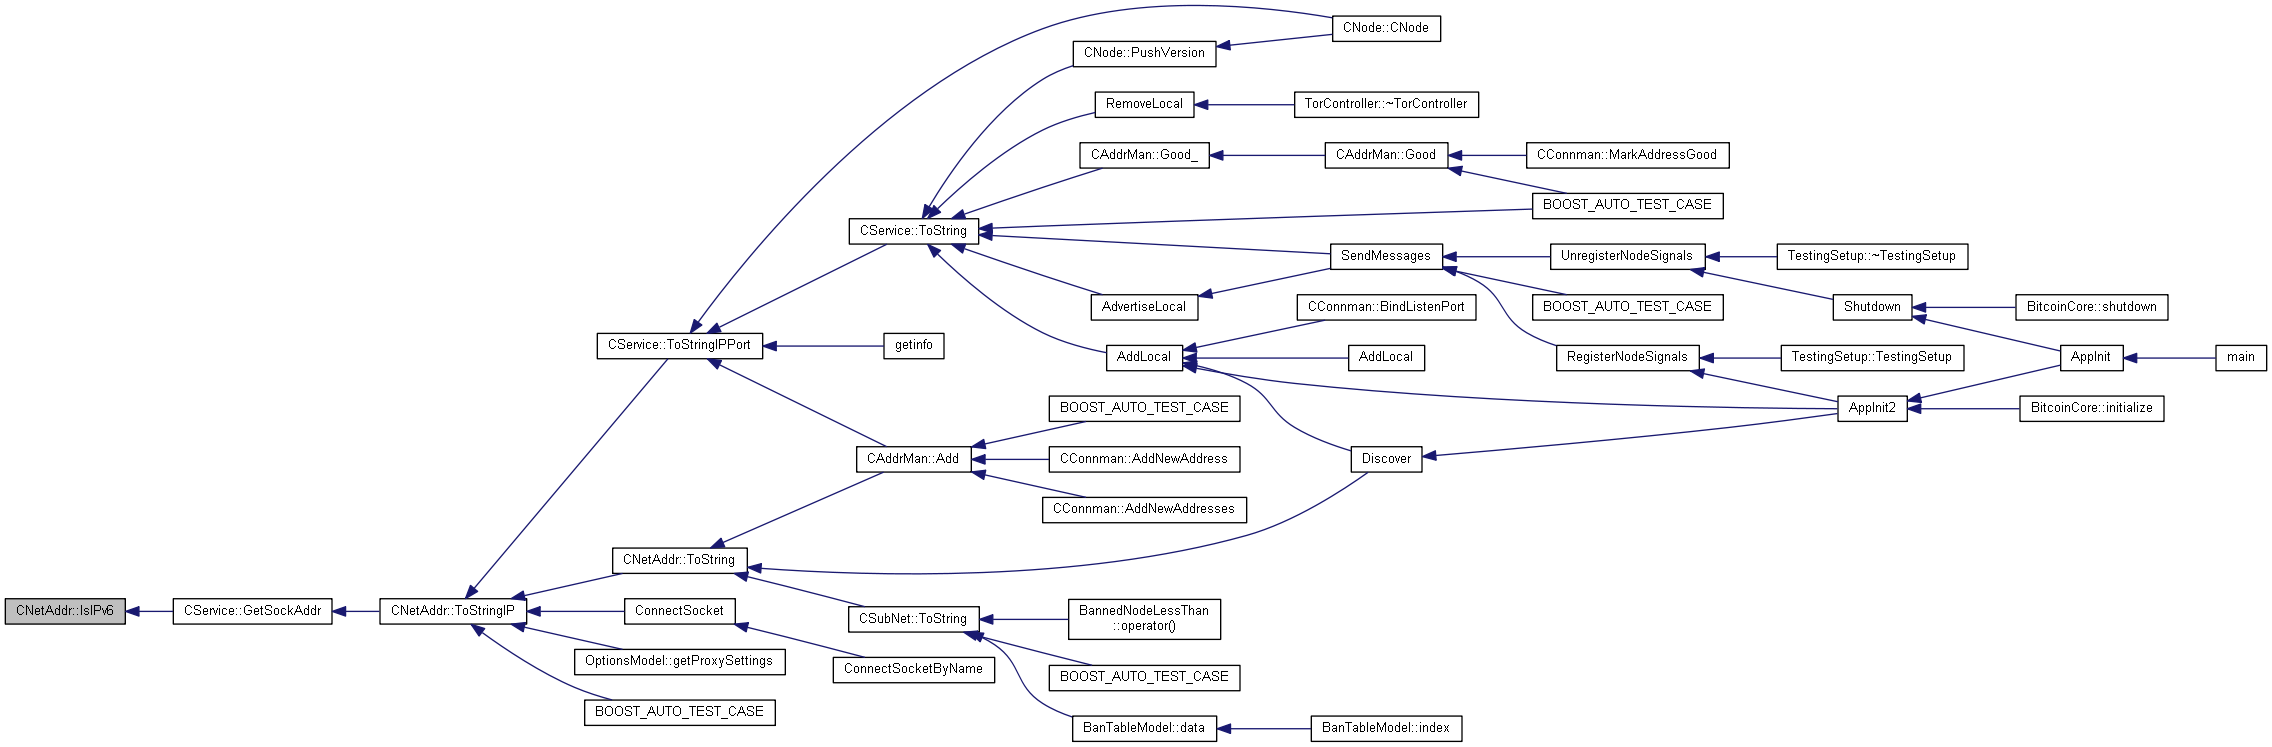 CNode::CNode
CNode::PushVersion
RemoveLocal
TorController::~TorController
CAddrMan::Good_
CAddrMan::Good
CConnman::MarkAddressGood
BOOST_AUTO_TEST_CASE
CService::ToString
SendMessages
UnregisterNodeSignals
TestingSetup::~TestingSetup
AdvertiseLocal
CConnman::BindListenPort
BOOST_AUTO_TEST_CASE
Shutdown
BitcoinCore::shutdown
CService::ToStringIPPort
getinfo
AddLocal
AddLocal
RegisterNodeSignals
TestingSetup::TestingSetup
AppInit
main
BOOST_AUTO_TEST_CASE
AppInit2
BitcoinCore::initialize
CAddrMan::Add
CConnman::AddNewAddress
Discover
CConnman::AddNewAddresses
CNetAddr::ToString
CNetAddr::IsIPv6
CService::GetSockAddr
CNetAddr::ToStringIP
ConnectSocket
CSubNet::ToString
BannedNodeLessThan
::operator()
OptionsModel::getProxySettings
ConnectSocketByName
BOOST_AUTO_TEST_CASE
BOOST_AUTO_TEST_CASE
BanTableModel::data
BanTableModel::index